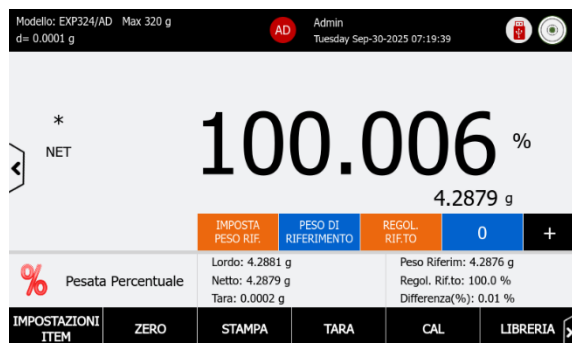 Modello: EXP324/AD Max 320 g
d= 0.0001 g
AD
Admin
Tuesday Sep-30-2025 07:19:39
*
NET
100.006 %
4.2879 g
IMPOSTA
PESO RIF.
PESO DI
RIFERIMENTO
REGOL.
RIF.TO
0
+
% Pesata Percentuale
Lordo: 4.2881 g
Netto: 4.2879 g
Tara: 0.0002 g
Peso Riferim: 4.2876 g
Regol. Rif.to: 100.0 %
Differenza(%): 0.01 %
IMPOSTAZIONI
ITEM
ZERO
STAMPA
TARA
CAL
LIBRERIA